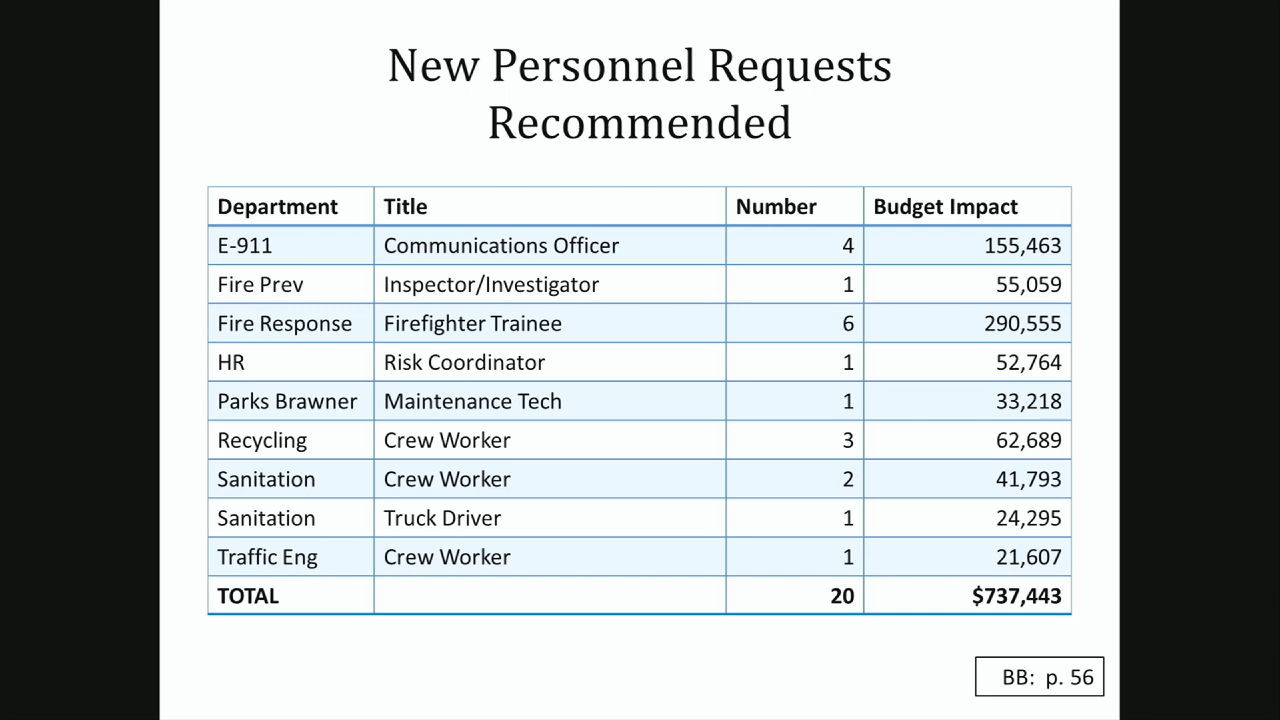 New Personnel Requests
Recommended
Department Title Number Budget Impact
E-911 Communications Officer 4 155,463
Fire Prev Inspector/Investigator 1 55,059
Fire Response Firefighter Trainee 6 290,555
HR Risk Coordinator 1 52,764
Parks Brawner Maintenance Tech 1 33,218
Recycling Crew Worker 3 62,689
Sanitation Crew Worker 2 41,793
Sanitation Truck Driver 1 24,295
Traffic Eng Crew Worker 1 21,607
TOTAL 20 $737,443
BB: p. 56